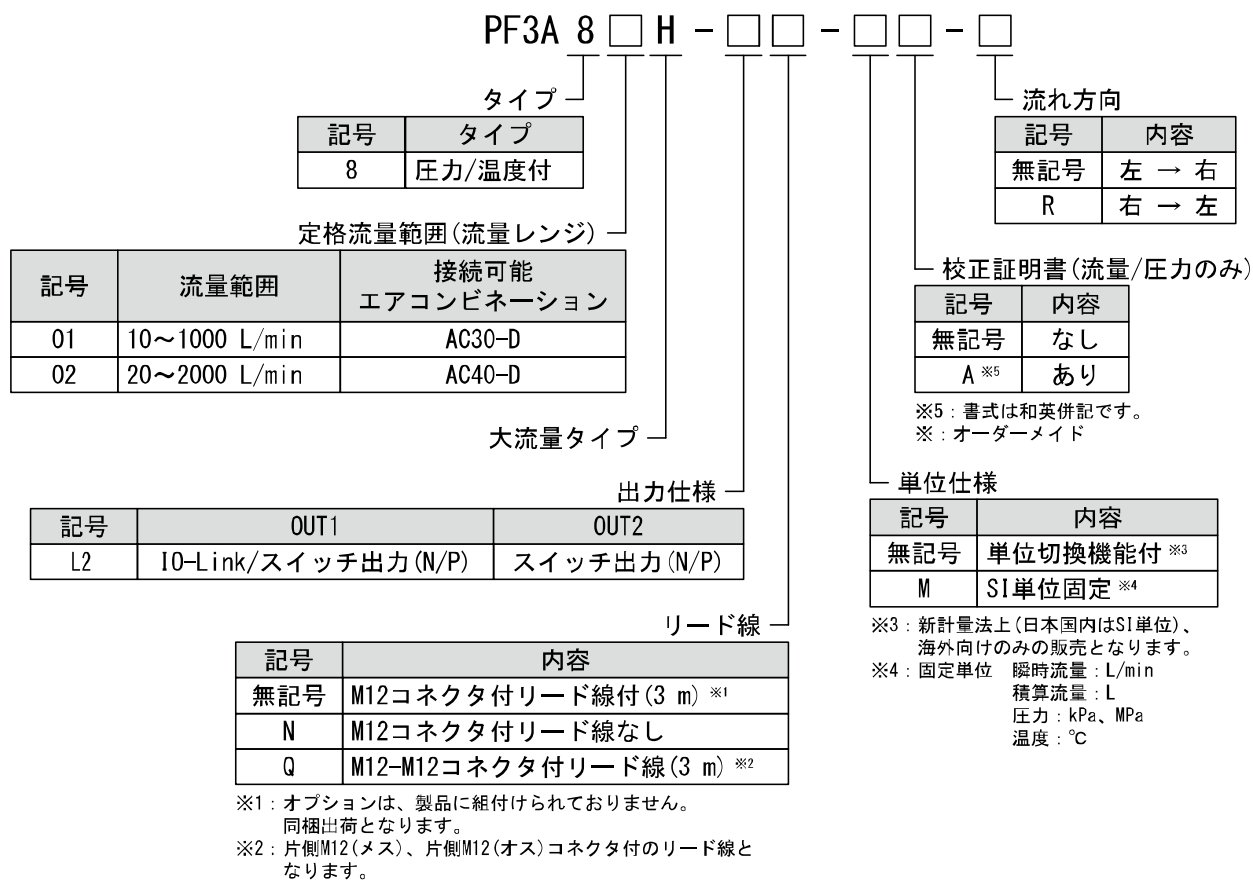 PF3A 8 □ H - □ □ - □ □ - □
タイプ
記号 タイプ
8 圧力/温度付
定格流量範囲(流量レンジ)
記号 流量範囲 接続可能
エアコンビネーション
01 10～1000 L/min AC30-D
02 20～2000 L/min AC40-D
大流量タイプ
出力仕様
記号 OUT1 OUT2
L2 IO-Link/スイッチ出力(N/P) スイッチ出力(N/P)
リード線
記号 内容
無記号 M12コネクタ付リード線付(3 m) ※1
N M12コネクタ付リード線なし
Q M12-M12コネクタ付リード線(3 m) ※2
※1：オプションは、製品に組付けられておりません。
同梱出荷となります。
※2：片側M12(メス)、片側M12(オス)コネクタ付のリード線と
なります。
流れ方向
記号 内容
無記号 左 → 右
R 右 → 左
校正証明書(流量/圧力のみ)
記号 内容
無記号 なし
A ※5 あり
※5：書式は和英併記です。
※：オーダーメイド
単位仕様
記号 内容
無記号 単位切換機能付 ※3
M SI単位固定 ※4
※3：新計量法上(日本国内はSI単位)、
海外向けのみの販売となります。
※4：固定単位 瞬時流量：L/min
積算流量：L
圧力：kPa、MPa
温度：℃